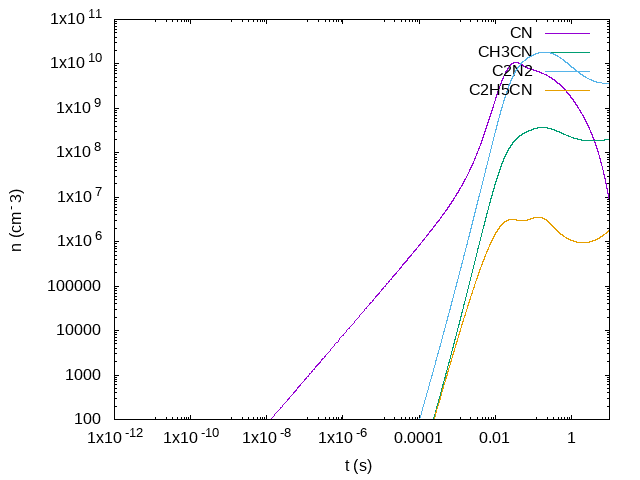 1x10^11
1x10^10
1x10^9
1x10^8
1x10^7
1x10^6
100000
10000
1000
100
n (cm^-3)
CN
CH3CN
C2N2
C2H5CN
1x10^-12
1x10^-10
1x10^-8
1x10^-6
0.0001
0.01
1
t (s)